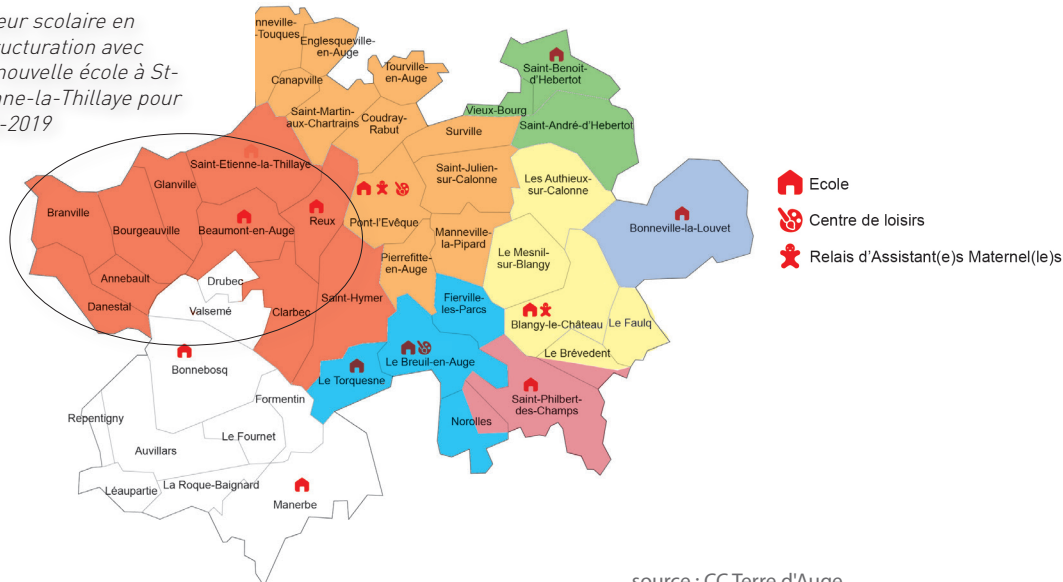 eur scolaire en
ructuration avec
nouvelle école à St-
nne-la-Thillaye pour
-2019
nneville-
-Touques
Englesqueville-
en-Auge
Tourville-
en-Auge
Canapville
Saint-Martin-
aux-Chartrains
Coudray-
Rabut
Surville
Saint-Benoit-
d'Hebertot
Vieux-Bourg
Saint-André-d'Hebertot
Saint-Etienne-la-Thillaye
Glanville
Branville
Bourgeauville
Beaumont-en-Auge
Reux
Pont-l'Evêque
Saint-Julien-
sur-Calonne
Les Authieux-
sur-Calonne
Bonneville-la-Louvet
Manneville-
la-Pipard
Le Mesnil-
sur-Blangy
Pierrefitte-
en-Auge
Annebault
Danestal
Drubec
Valsemé
Clarbec
Saint-Hymer
Fierville-
les-Parcs
Blangy-le-Château
Le Faulq
Le Brévedent
Bonnebosq
Le Torquesne
Le Breuil-en-Auge
Saint-Philbert-
des-Champs
Norolles
Formentin
Repentigny
Le Fournet
Auvillars
Léaupartie
La Roque-Baignard
Manerbe
Ecole
Centre de loisirs
Relais d'Assistant(e)s Maternel(le)s
source : CC Terre d'Auge